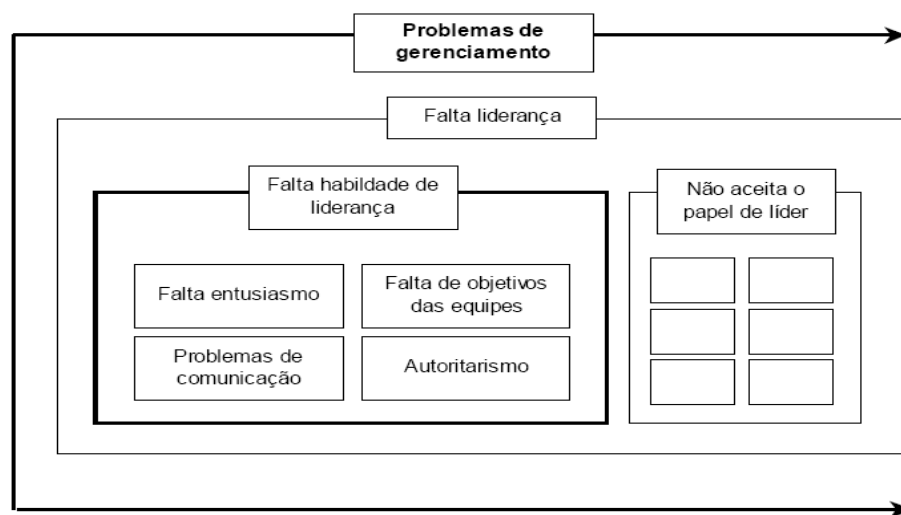 Problemas de
gerenciamento
Falta liderança
Falta habildade de
liderança
Não aceita o
papel de líder
Falta entusiasmo
Falta de objetivos
das equipes
Problemas de
comunicação
Autoritarismo